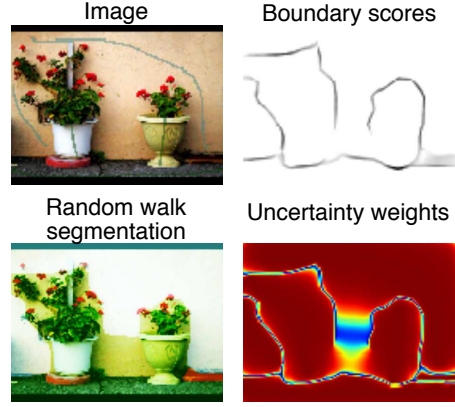 Image
Boundary scores
Random walk
segmentation
Uncertainty weights